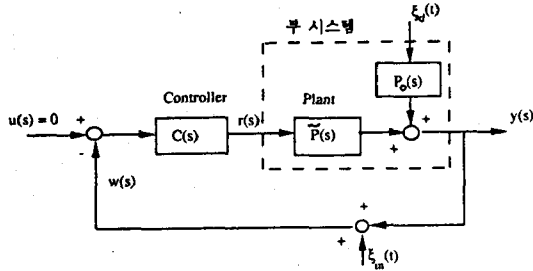 ξd(t)
부 시스템
Po(s)
Controller
r(s)
Plant
u(s) = 0
+
-
C(s)
P̃(s)
+
+
y(s)
w(s)
+
+
ξm(t)